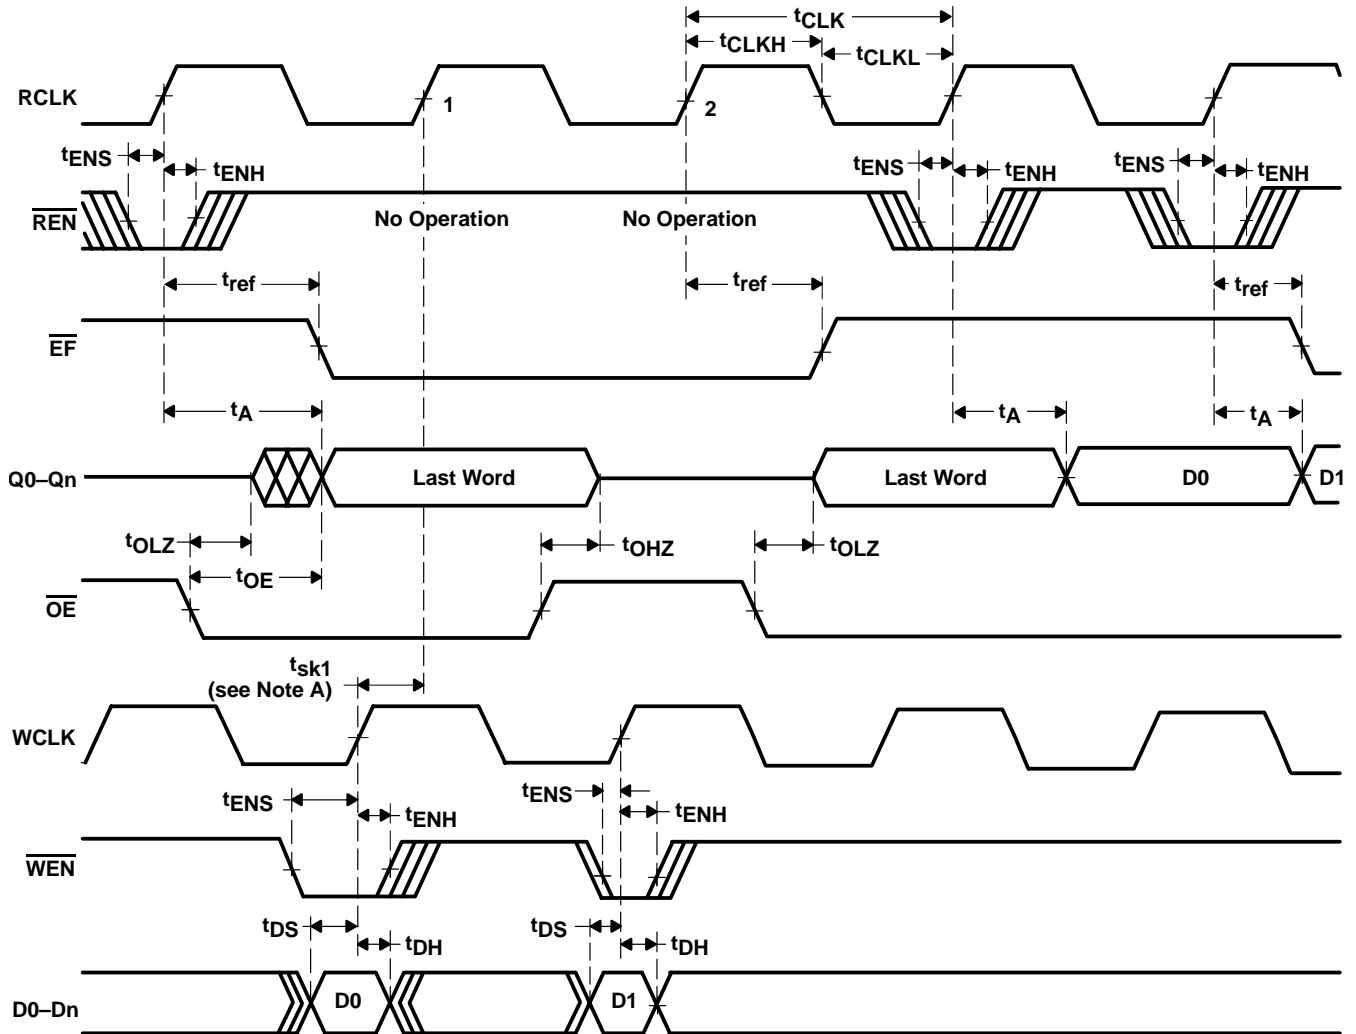 tCLK
tCLKH
tCLKL
RCLK
1
2
tENS
tENH
tENS
tENH
tENS
tENH
REN
No Operation
No Operation
tref
tref
tref
EF
tA
tA
tA
Q0–Qn
Last Word
Last Word
D0
D1
tOLZ
tOHZ
tOLZ
tOE
OE
tsk1
(see Note A)
WCLK
tENS
tENH
tENS
tENH
WEN
tDS
tDH
tDS
tDH
D0–Dn
D0
D1